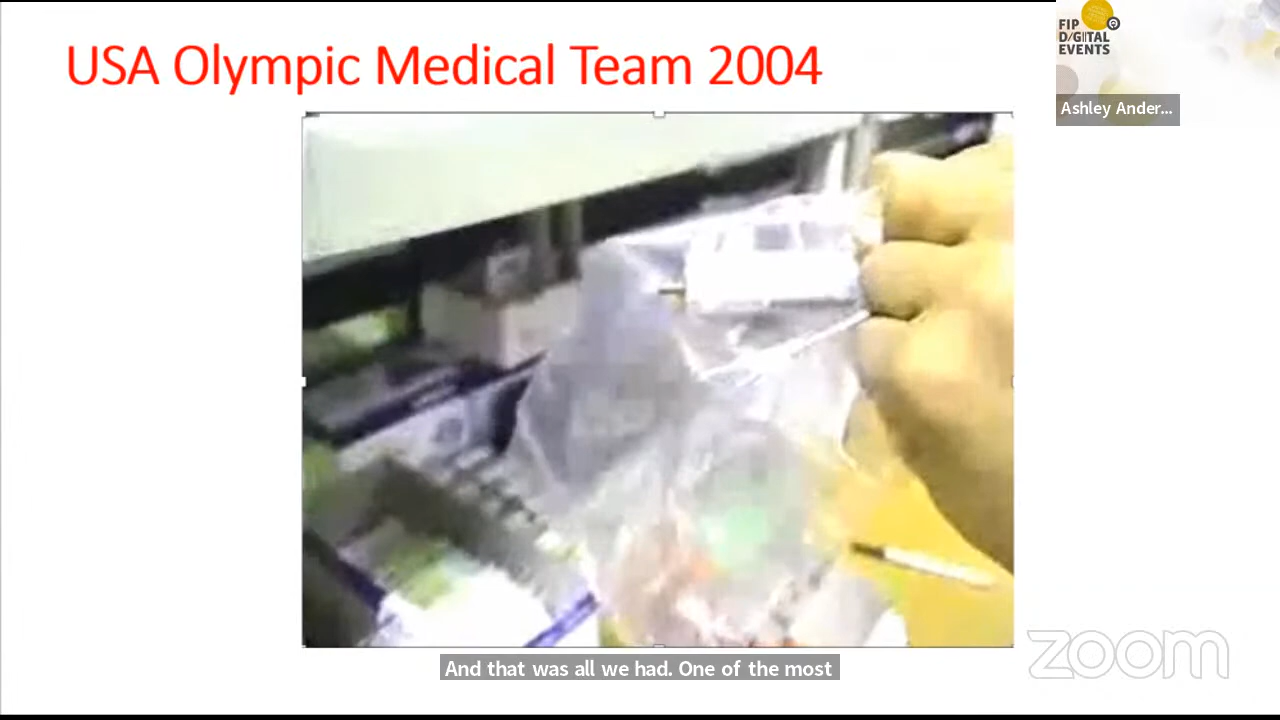 USA Olympic Medical Team 2004
FIP
DIGITAL
EVENTS
Ashley Ander...
And that was all we had. One of the most
zoom